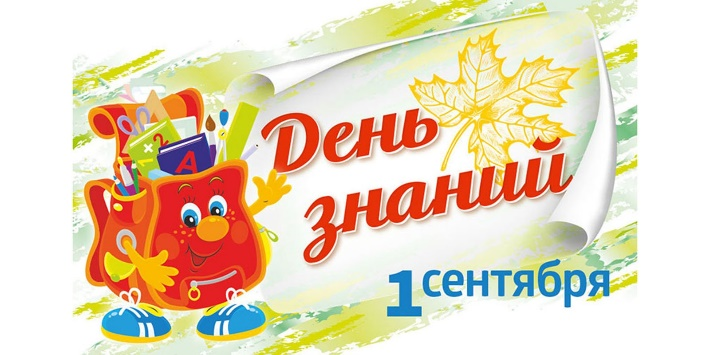 День
знаний
1 сентября
А